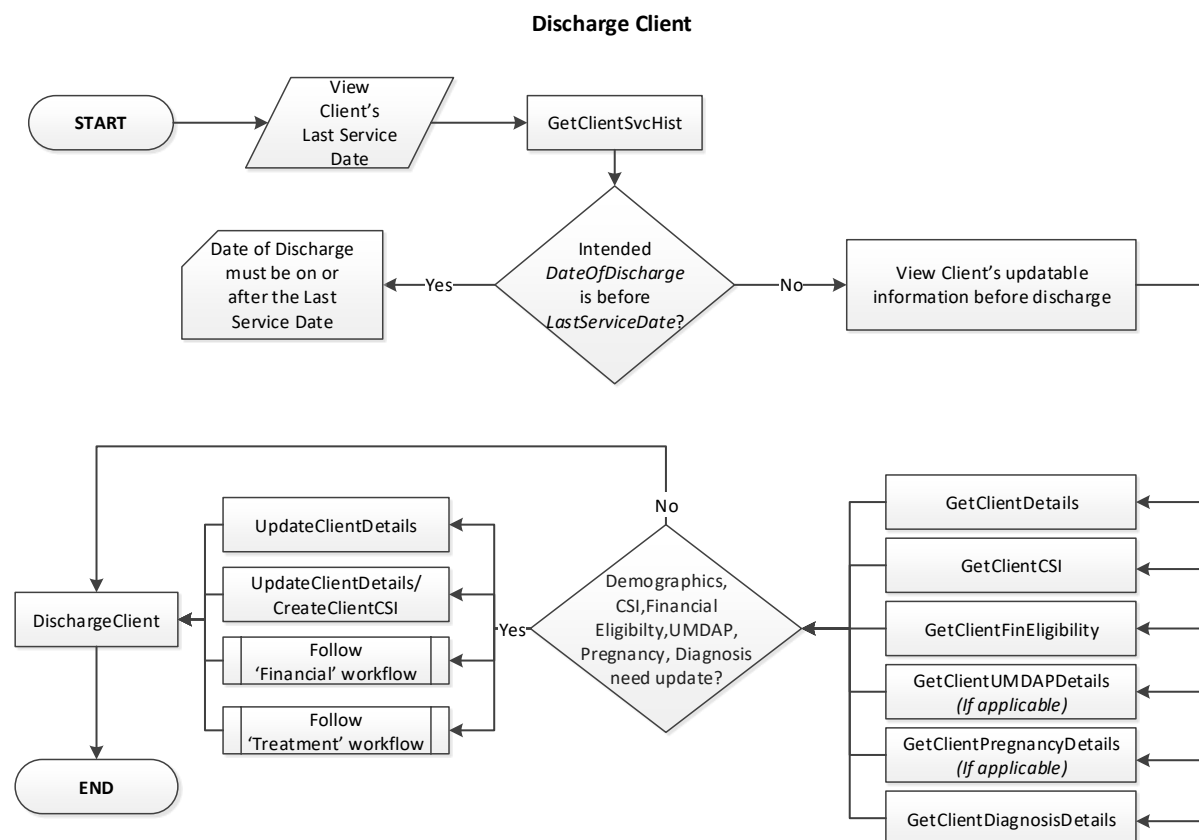 Discharge Client
START
View
Client's
Last Service
Date
GetClientSvcHist
Date of Discharge
must be on or
after the Last
Service Date
Yes
Intended
DateOfDischarge
is before
LastServiceDate?
No
View Client's updatable
information before discharge
No
GetClientDetails
GetClientCSI
GetClientFinEligibility
GetClientUMDAPDetails
(If applicable)
GetClientPregnancyDetails
(If applicable)
GetClientDiagnosisDetails
Demographics,
CSI,Financial
Eligibilty,UMDAP,
Pregnancy, Diagnosis
need update?
Yes
UpdateClientDetails
UpdateClientDetails/
CreateClientCSI
Follow
'Financial' workflow
Follow
'Treatment' workflow
DischargeClient
END